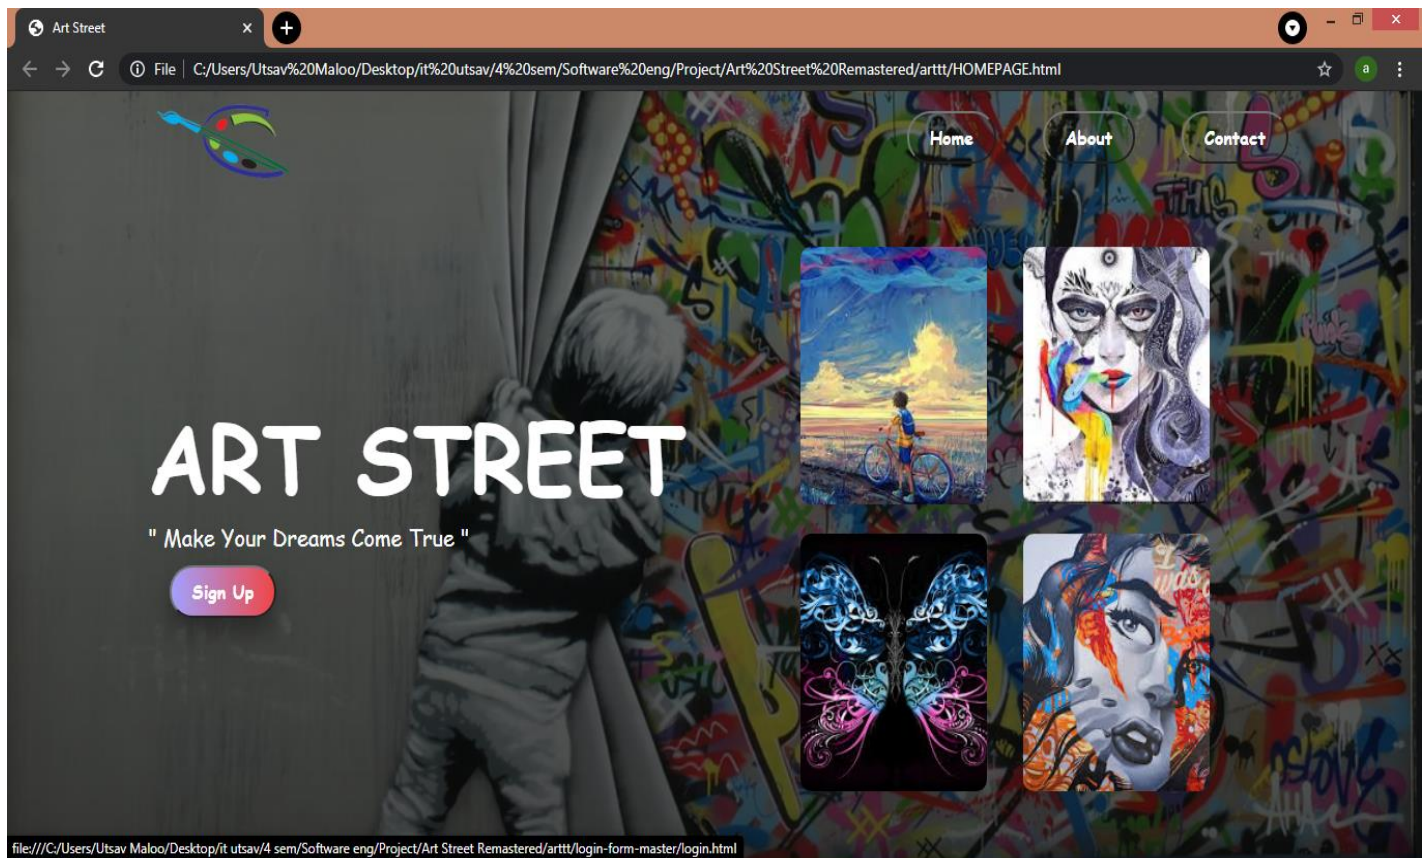 Art Street
File C:/Users/Utsav%20Maloo/Desktop/it%20utsav/4%20sem/Software%20eng/Project/Art%20Street%20Remastered/arttt/HOMEPAGE.html
a
Home About Contact
THIS
ART STREET
" Make Your Dreams Come True "
Sign Up
I
was
file:///C:/Users/Utsav Maloo/Desktop/it utsav/4 sem/Software eng/Project/Art Street Remastered/arttt/login-form-master/login.html